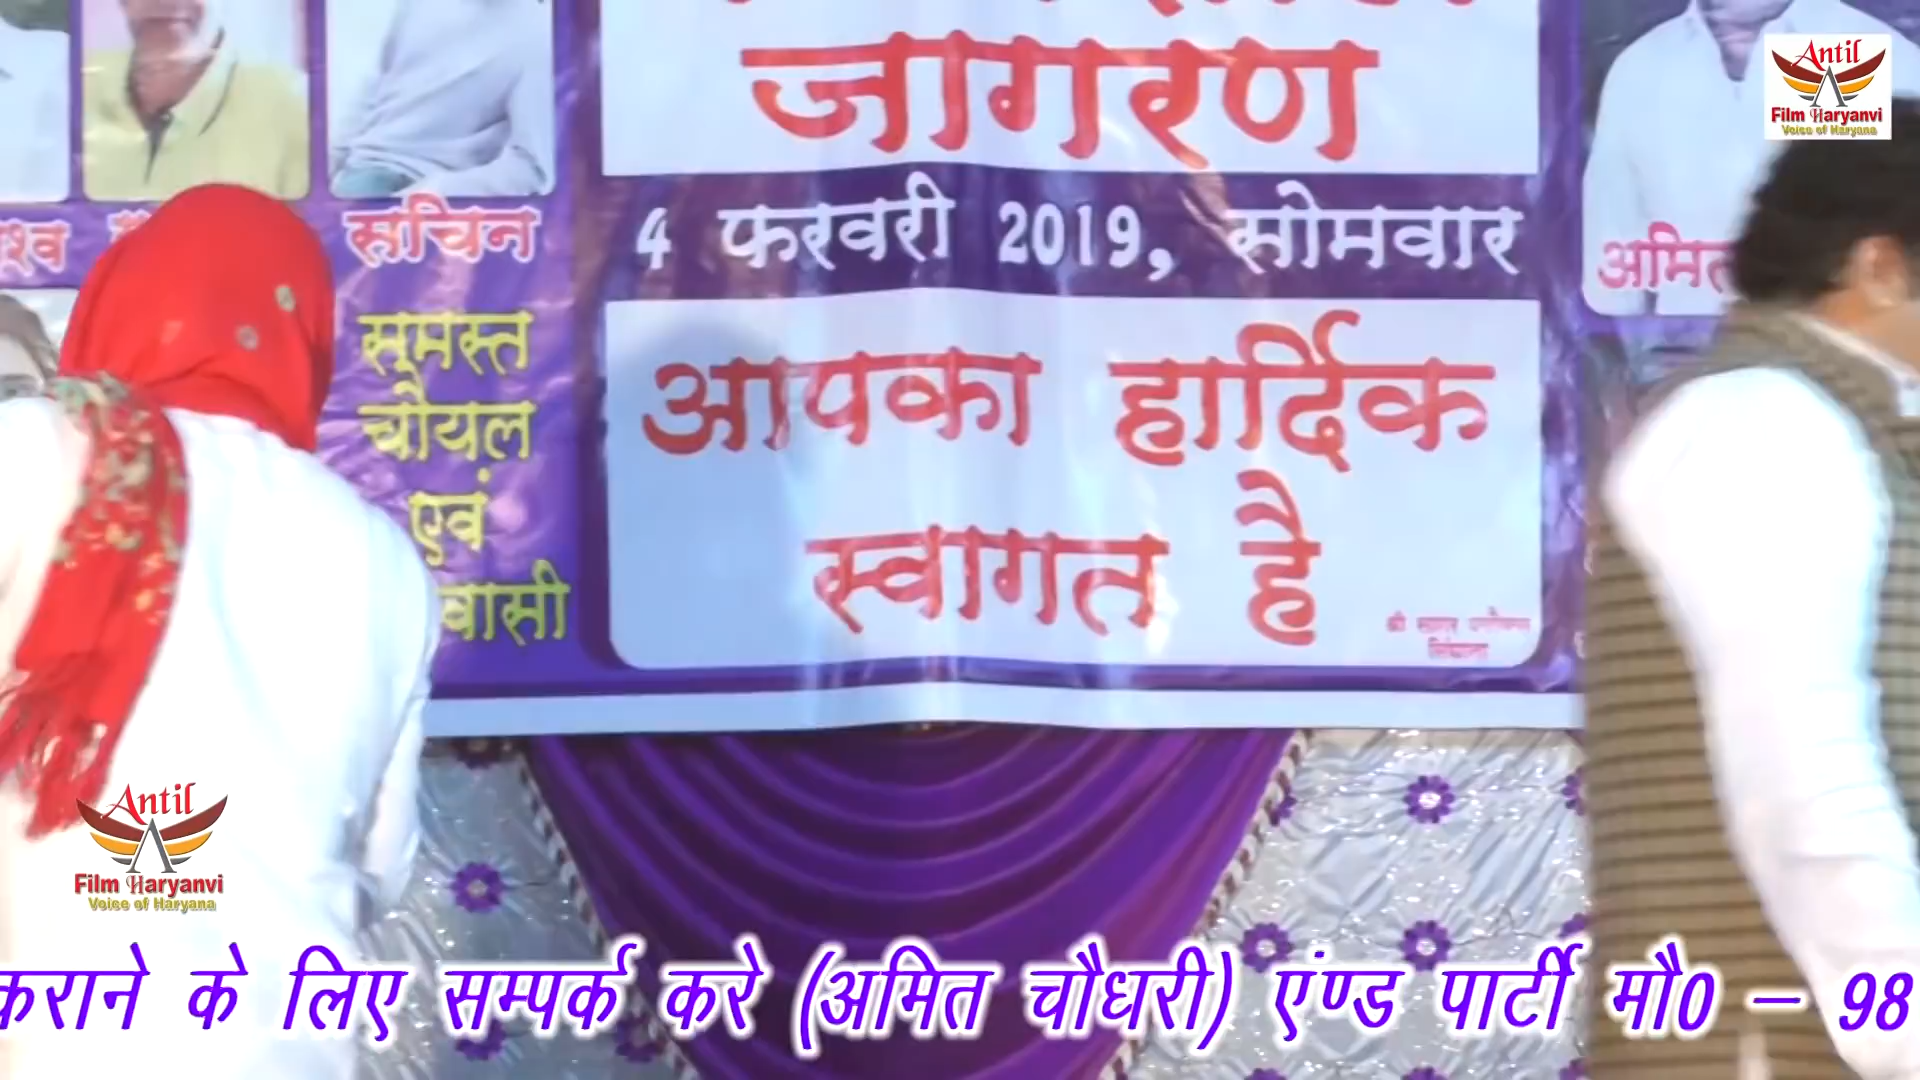 जागरण
4 फरवरी 2019, सोमवार
आपका हार्दिक
स्वागत है
सचिन
समस्त
चौयल
एवं
वासी
अमित
Antil
Film Haryanvi
Voice of Haryana
Antil
Film Haryanvi
Voice of Haryana
कराने के लिए सम्पर्क करे (अमित चौधरी) एंण्ड पार्टी मौ0 – 98